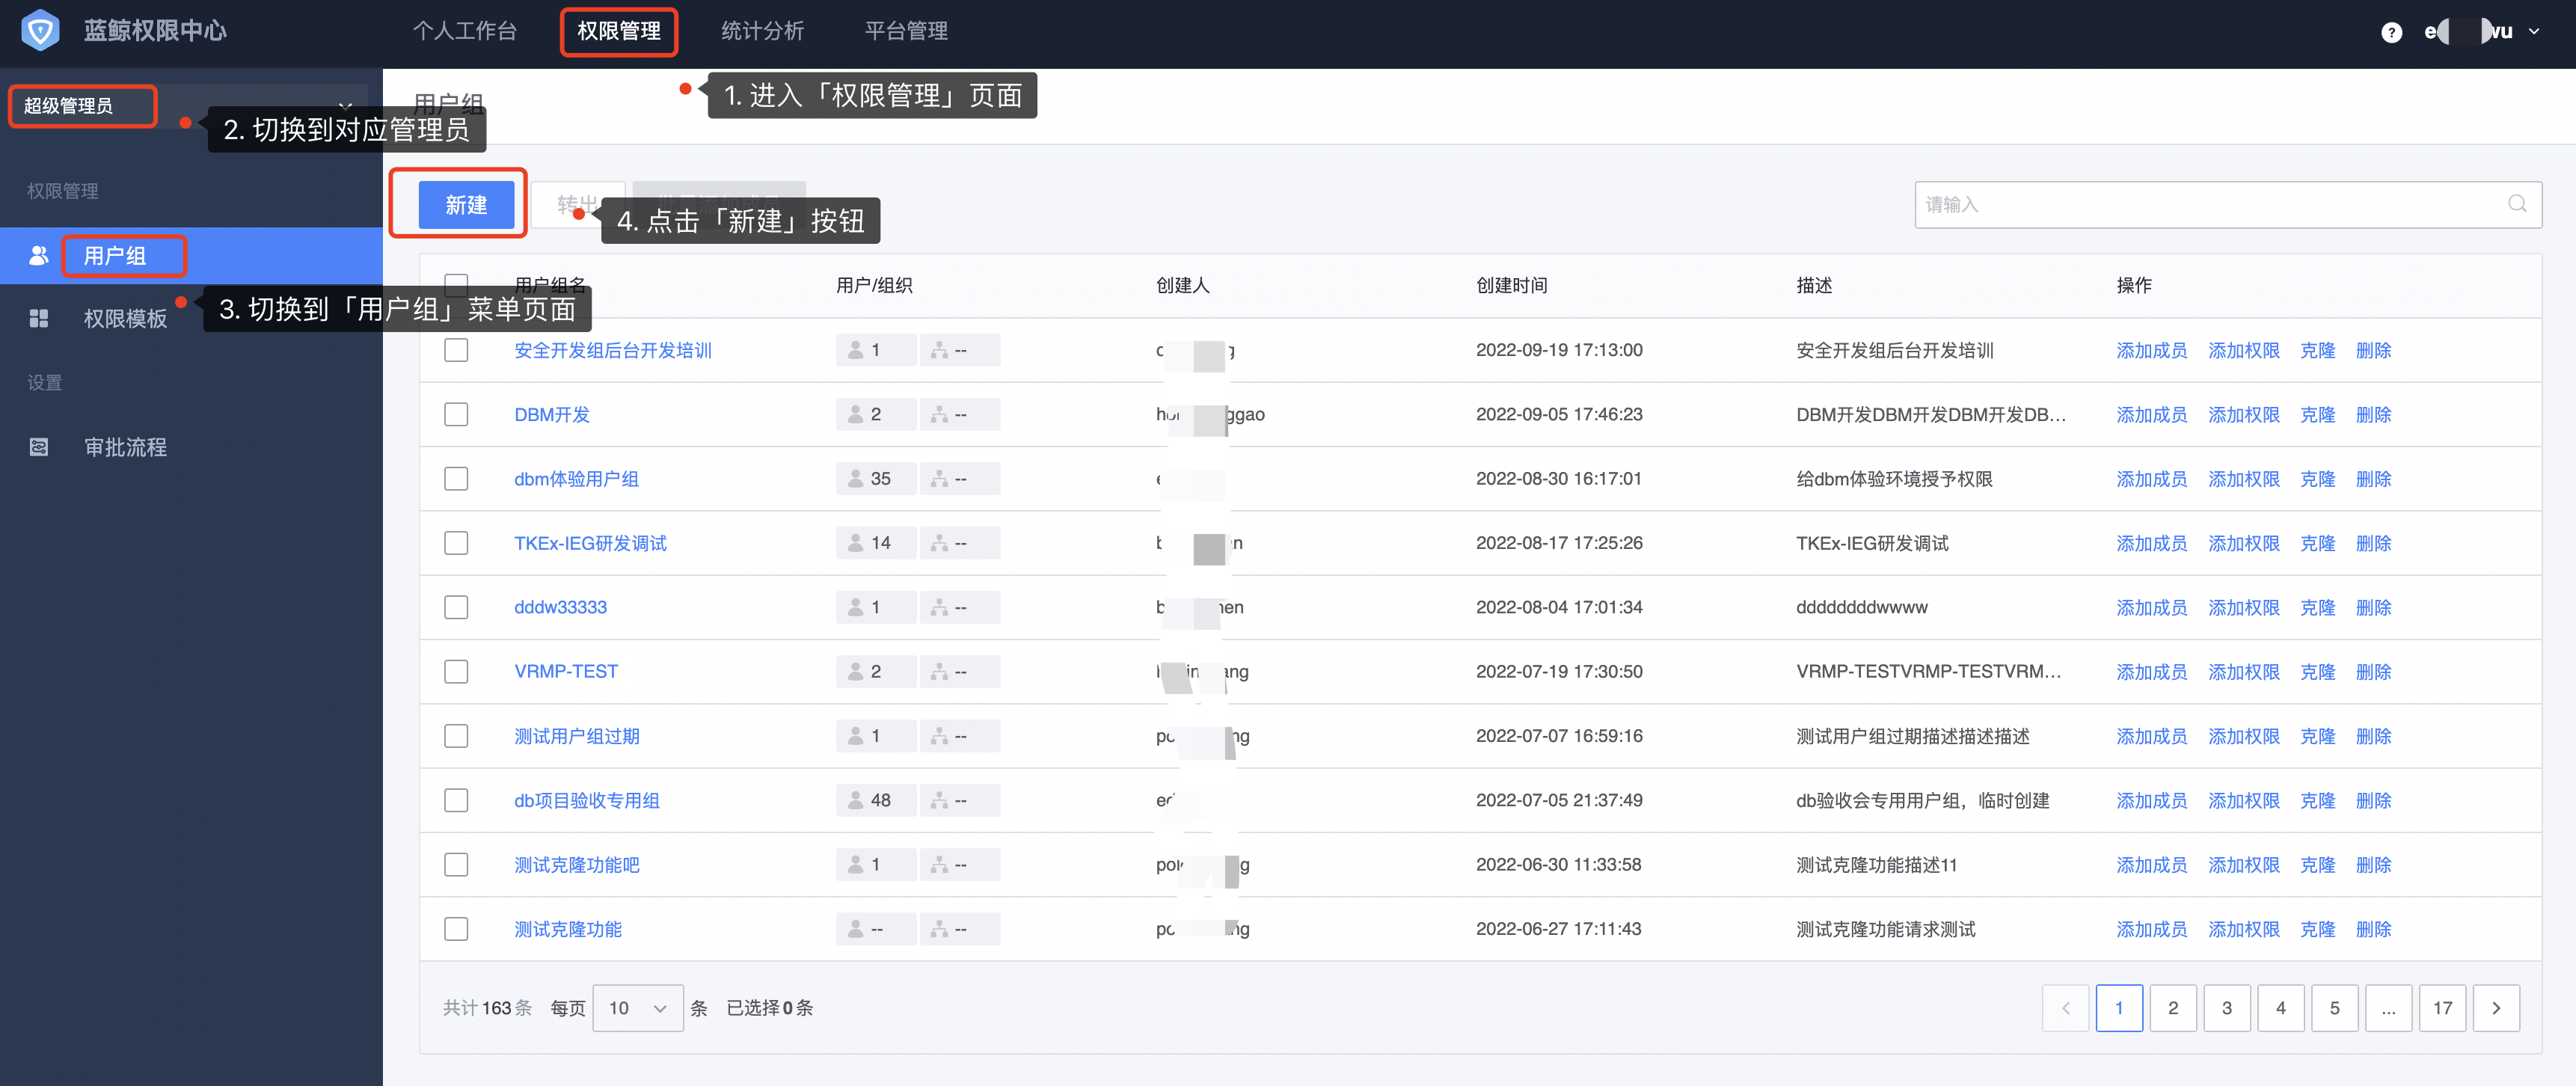 蓝鲸权限中心 个人工作台 权限管理 统计分析 平台管理
超级管理员
用户组
1. 进入「权限管理」页面
2. 切换到对应管理员
权限管理
新建 转出
4. 点击「新建」按钮
请输入
用户组
3. 切换到「用户组」菜单页面
权限模板
设置
审批流程
用户组名 用户/组织 创建人 创建时间 描述 操作
安全开发组后台开发培训 1 -- 2022-09-19 17:13:00 安全开发组后台开发培训 添加成员 添加权限 克隆 删除
DBM开发 2 -- 2022-09-05 17:46:23 DBM开发DBM开发DBM开发DB... 添加成员 添加权限 克隆 删除
dbm体验用户组 35 -- 2022-08-30 16:17:01 给dbm体验环境授予权限 添加成员 添加权限 克隆 删除
TKEx-IEG研发调试 14 -- 2022-08-17 17:25:26 TKEx-IEG研发调试 添加成员 添加权限 克隆 删除
dddw33333 1 -- 2022-08-04 17:01:34 ddddddddwwww 添加成员 添加权限 克隆 删除
VRMP-TEST 2 -- 2022-07-19 17:30:50 VRMP-TESTVRMP-TESTVRM... 添加成员 添加权限 克隆 删除
测试用户组过期 1 -- 2022-07-07 16:59:16 测试用户组过期描述描述描述 添加成员 添加权限 克隆 删除
db项目验收专用组 48 -- 2022-07-05 21:37:49 db验收会专用用户组，临时创建 添加成员 添加权限 克隆 删除
测试克隆功能吧 1 -- 2022-06-30 11:33:58 测试克隆功能描述11 添加成员 添加权限 克隆 删除
测试克隆功能 -- -- 2022-06-27 17:11:43 测试克隆功能请求测试 添加成员 添加权限 克隆 删除
共计 163 条 每页 10 条 已选择 0 条 1 2 3 4 5 ... 17